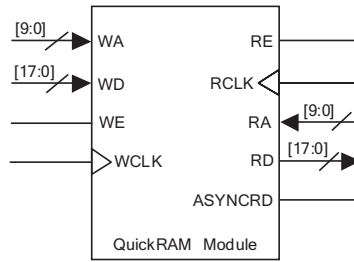 [9:0]
WA
RE
[17:0]
WD
RCLK
[9:0]
WE
RA
[17:0]
WCLK
RD
ASYNCRD
QuickRAM Module